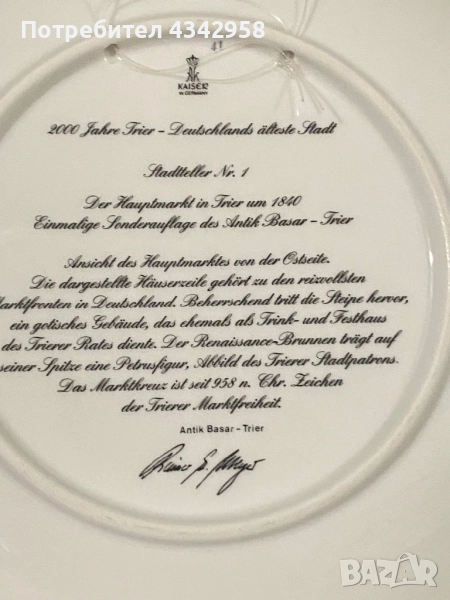 Потребител 4342958
41
KAISER
W. GERMANY
2000 Jahre Trier - Deutschlands älteste Stadt
Stadtteller Nr. 1
Der Hauptmarkt in Trier um 1840
Einmalige Sonderauflage des Antik Basar - Trier
Ansicht des Hauptmarktes von der Ostseite.
Die dargestellte Häuserzeile gehört zu den reizvollsten
Marktfronten in Deutschland. Beherrschend tritt die Steipe hervor,
ein gotisches Gebäude, das ehemals als Trink- und Festhaus
des Trierer Rates diente. Der Renaissance-Brunnen trägt auf
seiner Spitze eine Petrusfigur, Abbild des Trierer Stadtpatrons.
Das Marktkreuz ist seit 958 n. Chr. Zeichen
der Trierer Marktfreiheit.
Antik Basar - Trier
BAZAR